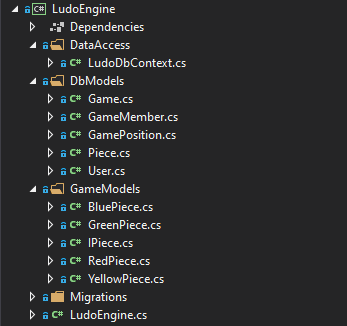 C# LudoEngine
Dependencies
DataAccess
C# LudoDbContext.cs
DbModels
C# Game.cs
C# GameMember.cs
C# GamePosition.cs
C# Piece.cs
C# User.cs
GameModels
C# BluePiece.cs
C# GreenPiece.cs
C# IPiece.cs
C# RedPiece.cs
C# YellowPiece.cs
Migrations
C# LudoEngine.cs